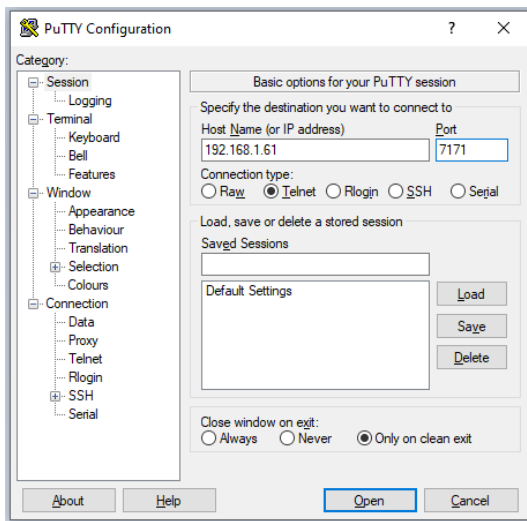 PuTTY Configuration
?
Category:
Session
Logging
Terminal
Keyboard
Bell
Features
Window
Appearance
Behaviour
Translation
Selection
Colours
Connection
Data
Proxy
Telnet
Rlogin
SSH
Serial
Basic options for your PuTTY session
Specify the destination you want to connect to
Host Name (or IP address) Port
192.168.1.61 7171
Connection type:
Raw Telnet Rlogin SSH Serial
Load, save or delete a stored session
Saved Sessions
Default Settings
Load
Save
Delete
Close window on exit:
Always Never Only on clean exit
About Help Open Cancel